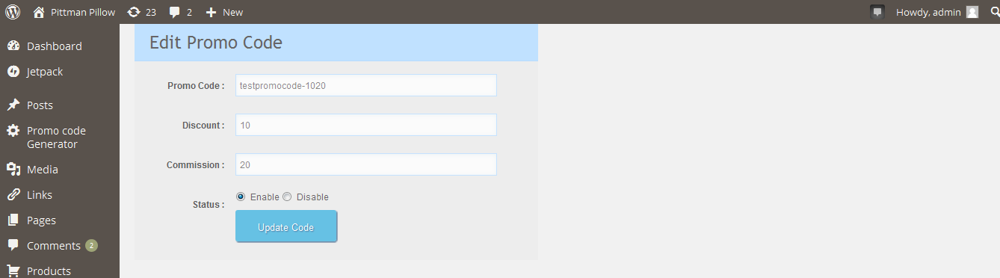 Pittman Pillow 23 2 New Howdy, admin
Edit Promo Code
Dashboard
Jetpack
Posts
Promo code
Generator
Media
Links
Pages
Comments 2
Products
Promo Code : testpromocode-1020
Discount : 10
Commission : 20
Status : Enable Disable
Update Code